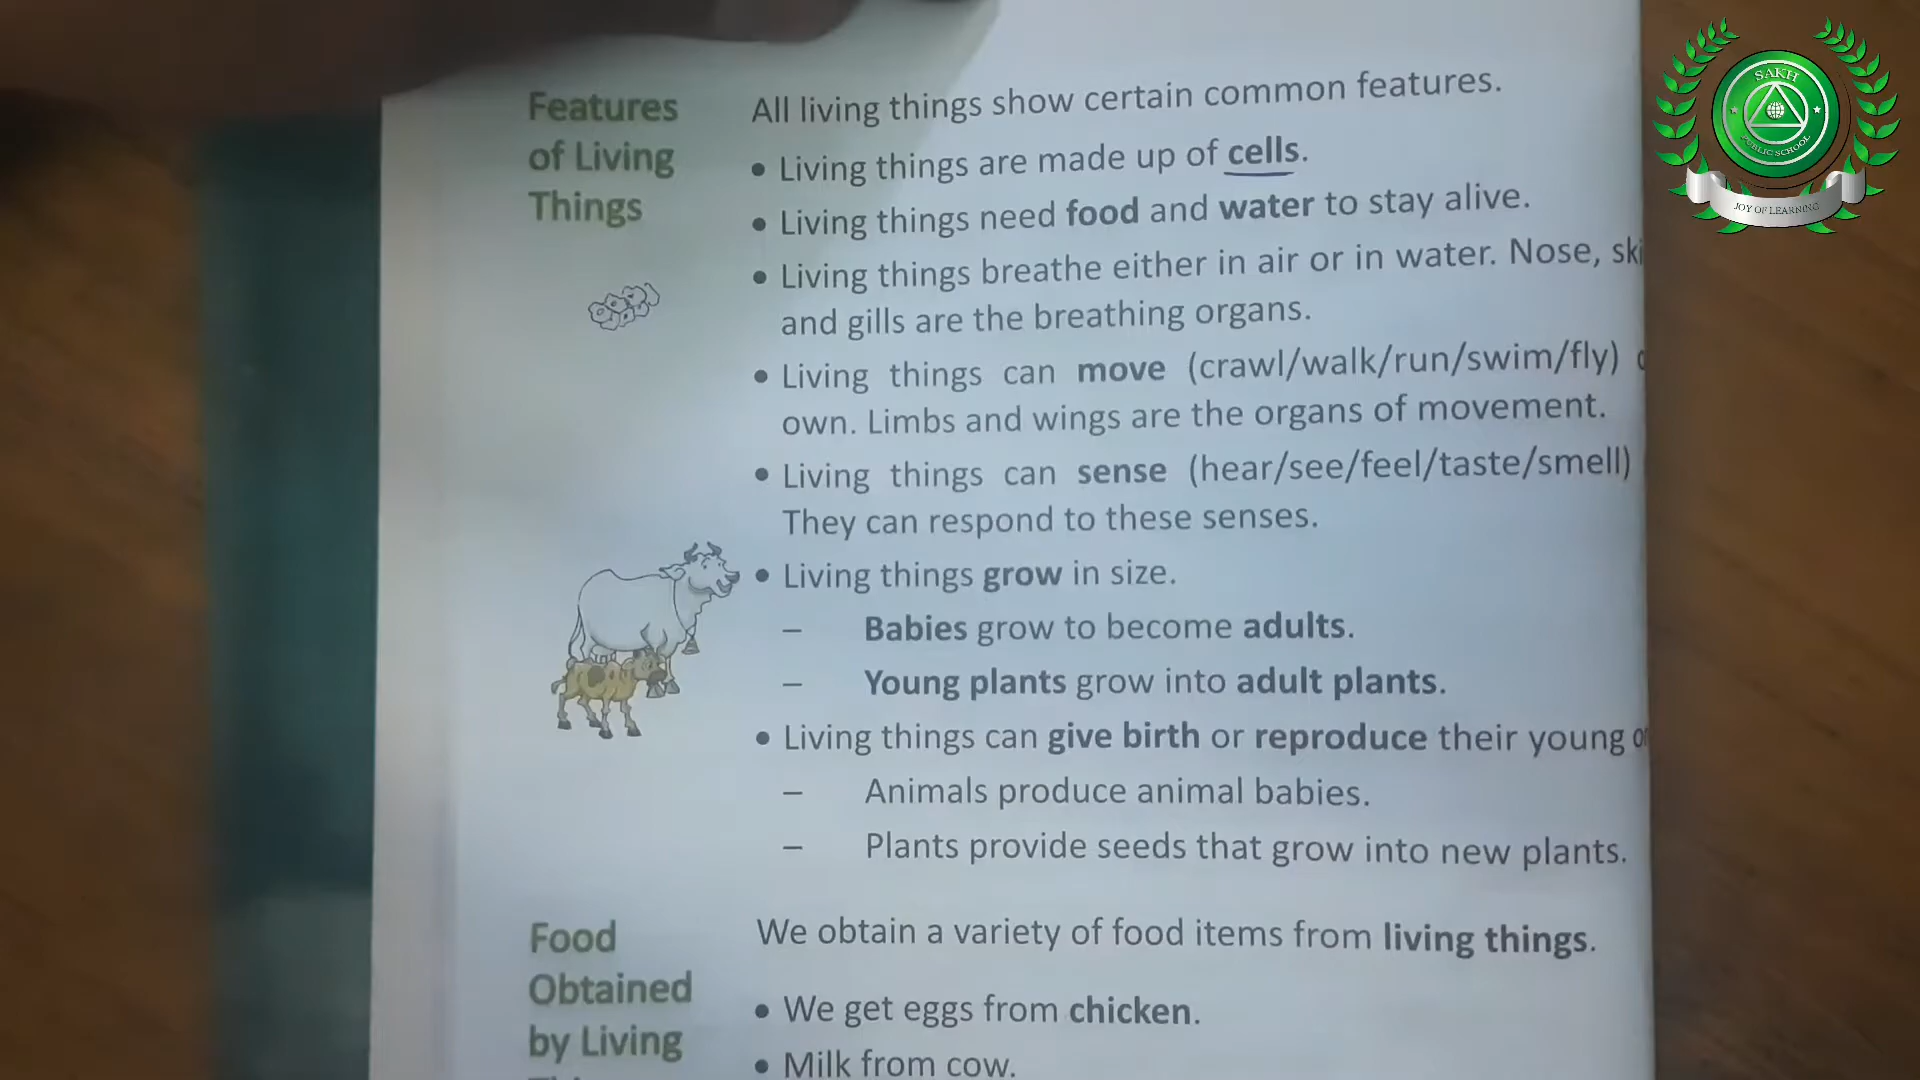 Features
of Living
Things
All living things show certain common features.
• Living things are made up of cells.
• Living things need food and water to stay alive.
• Living things breathe either in air or in water. Nose,
and gills are the breathing organs.
• Living things can move (crawl/walk/run/swim/fly)
own. Limbs and wings are the organs of movement.
• Living things can sense (hear/see/feel/taste/smell)
They can respond to these senses.
• Living things grow in size.
– Babies grow to become adults.
– Young plants grow into adult plants.
• Living things can give birth or reproduce their young
– Animals produce animal babies.
– Plants provide seeds that grow into new plants.
Food
Obtained
by Living
We obtain a variety of food items from living things.
• We get eggs from chicken.
• Milk from cow.
SAKH
PUBLIC SCHOOL
JOY OF LEARNING